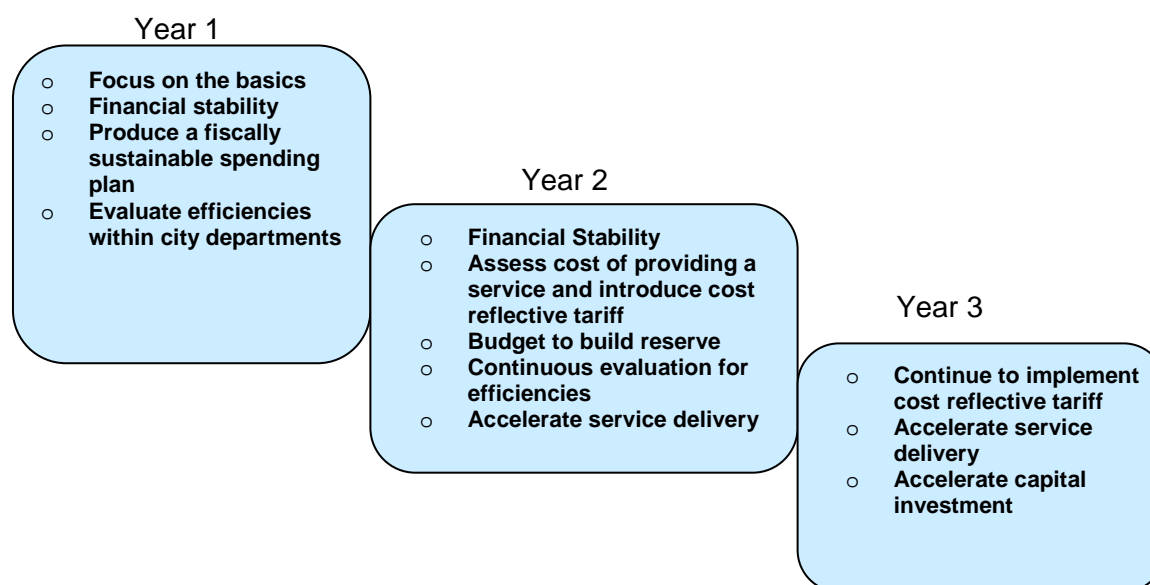 Year 1
o Focus on the basics
o Financial stability
o Produce a fiscally
sustainable spending
plan
o Evaluate efficiencies
within city departments
Year 2
o Financial Stability
o Assess cost of providing a
service and introduce cost
reflective tariff
o Budget to build reserve
o Continuous evaluation for
efficiencies
o Accelerate service delivery
Year 3
o Continue to implement
cost reflective tariff
o Accelerate service
delivery
o Accelerate capital
investment